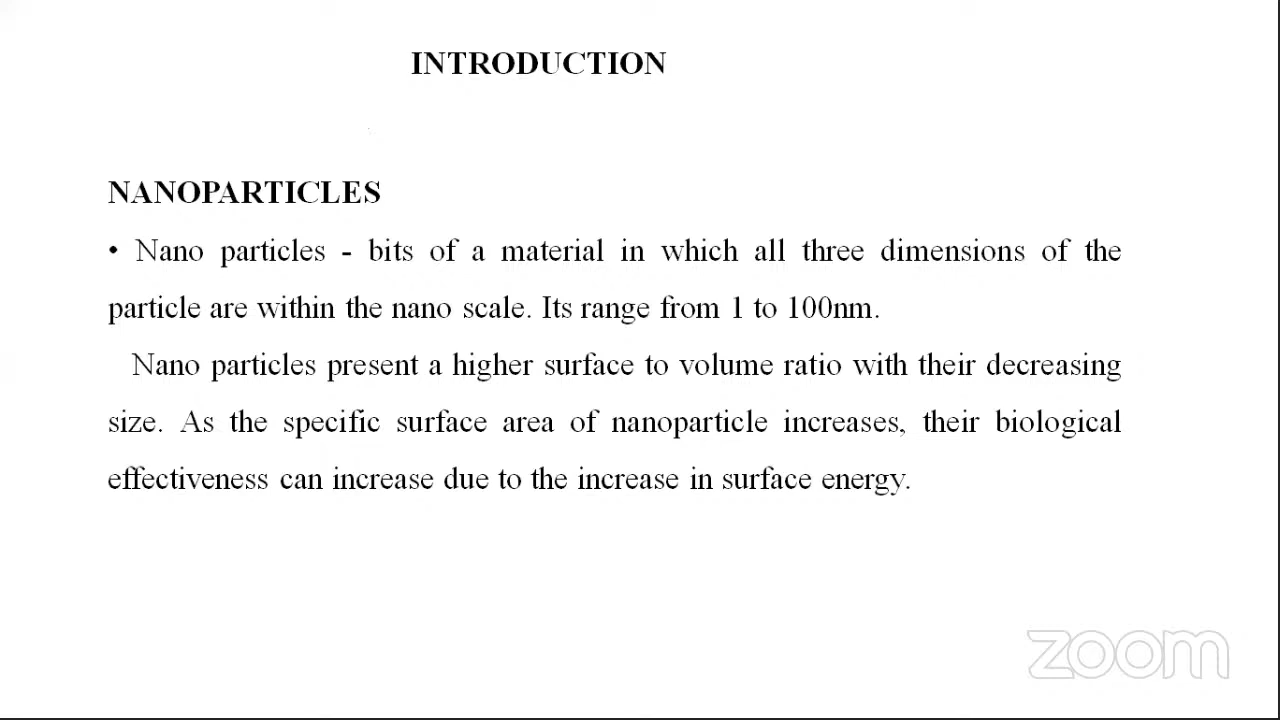 INTRODUCTION
NANOPARTICLES
• Nano particles - bits of a material in which all three dimensions of the
particle are within the nano scale. Its range from 1 to 100nm.
Nano particles present a higher surface to volume ratio with their decreasing
size. As the specific surface area of nanoparticle increases, their biological
effectiveness can increase due to the increase in surface energy.
zoom